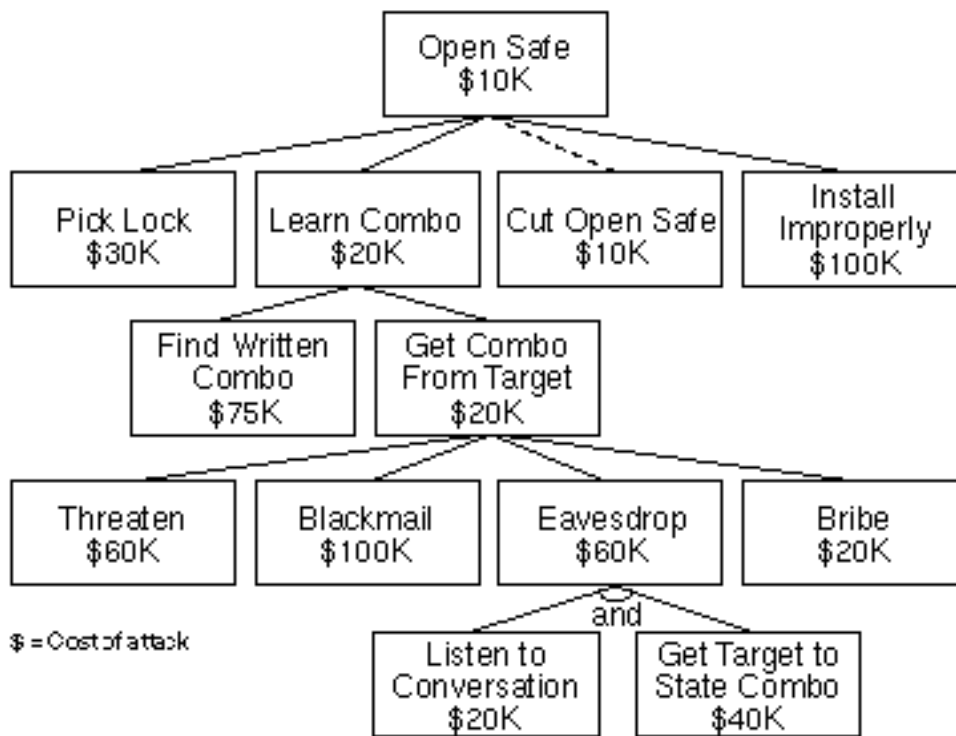 Open Safe
$10K
Pick Lock
$30K
Learn Combo
$20K
Cut Open Safe
$10K
Install
Improperly
$100K
Find Written
Combo
$75K
Get Combo
From Target
$20K
Threaten
$60K
Blackmail
$100K
Eavesdrop
$60K
Bribe
$20K
and
$ = Cost of attack
Listen to
Conversation
$20K
Get Target to
State Combo
$40K